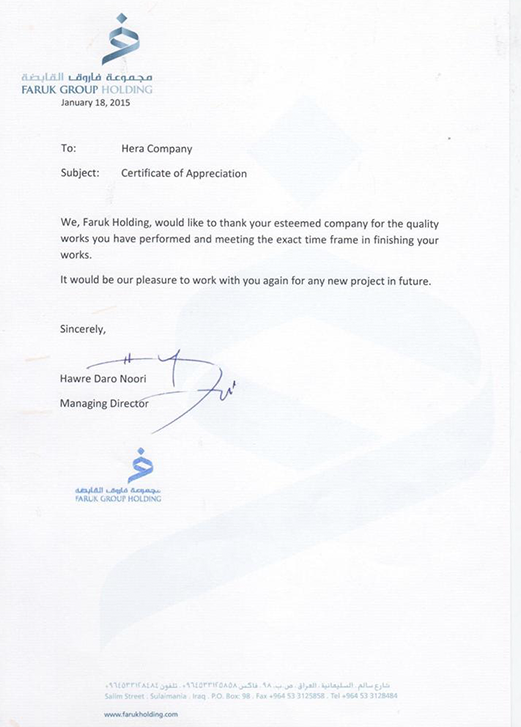 مجموعة فاروق القابضة
FARUK GROUP HOLDING
January 18, 2015
To: Hera Company
Subject: Certificate of Appreciation
We, Faruk Holding, would like to thank your esteemed company for the quality
works you have performed and meeting the exact time frame in finishing your
works.
It would be our pleasure to work with you again for any new project in future.
Sincerely,
Hawre Daro Noori
Managing Director
مجموعة فاروق القابضة
FARUK GROUP HOLDING
شارع سالم . السليمانية . العراق . ص.ب. ٩٨ . فاكس ٠٠٩٦٤٥٣٣١٢٥٨٥٨ . تلفون ٠٠٩٦٤٥٣٣١٢٨٤٨٤
Salim Street . Sulaimania . Iraq . P.O. Box: 98 . Fax +964 53 3125858 . Tel +964 53 3128484
www.farukholding.com